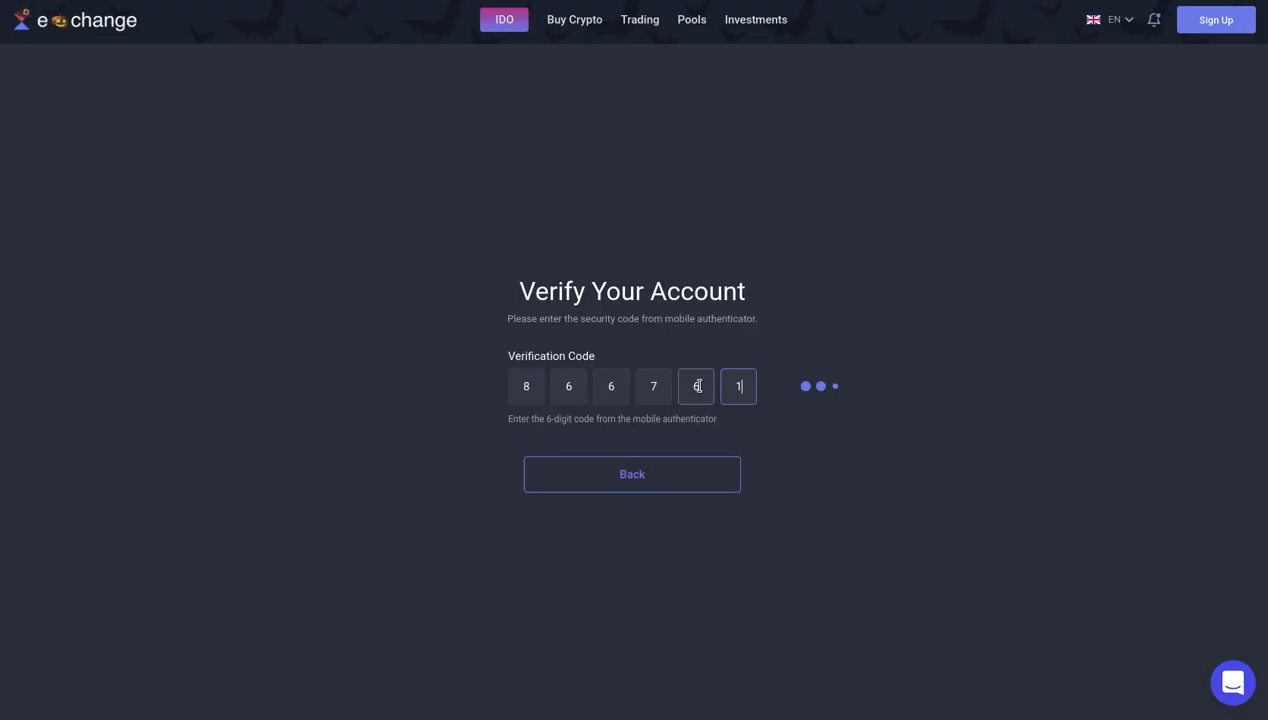 e change
IDO
Buy Crypto
Trading
Pools
Investments
EN
Sign Up
Verify Your Account
Please enter the security code from mobile authenticator.
Verification Code
8 6 6 7 6 1
Enter the 6-digit code from the mobile authenticator
Back